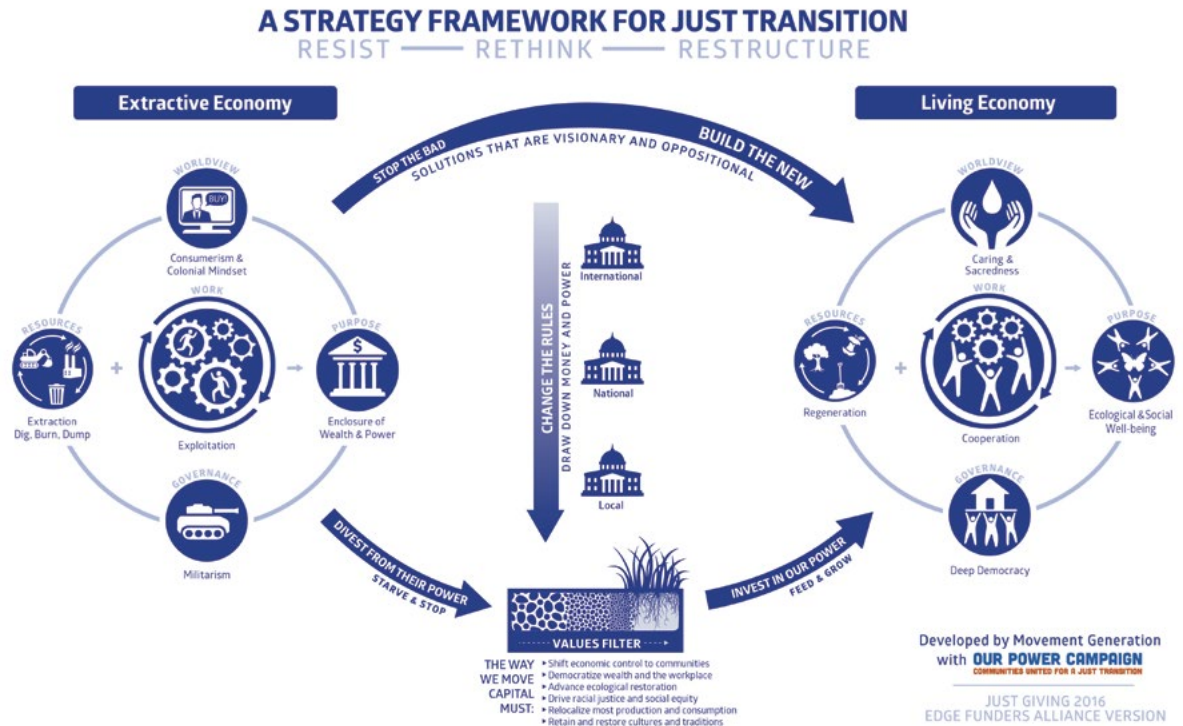 A STRATEGY FRAMEWORK FOR JUST TRANSITION
RESIST — RETHINK — RESTRUCTURE
Extractive Economy
WORLDVIEW
BUY!
Consumerism &
Colonial Mindset
RESOURCES
Extraction
Dig, Burn, Dump
+
WORK
Exploitation
PURPOSE
$
Enclosure of
Wealth & Power
GOVERNANCE
Militarism
STOP THE BAD
BUILD THE NEW
SOLUTIONS THAT ARE VISIONARY AND OPPOSITIONAL
CHANGE THE RULES
DRAW DOWN MONEY AND POWER
International
National
Local
DIVEST FROM THEIR POWER
STARVE & STOP
VALUES FILTER
THE WAY
WE MOVE
CAPITAL
MUST:
▸ Shift economic control to communities
▸ Democratize wealth and the workplace
▸ Advance ecological restoration
▸ Drive racial justice and social equity
▸ Relocalize most production and consumption
▸ Retain and restore cultures and traditions
INVEST IN OUR POWER
FEED & GROW
Living Economy
WORLDVIEW
Caring &
Sacredness
RESOURCES
Regeneration
+
WORK
Cooperation
PURPOSE
Ecological & Social
Well-being
GOVERNANCE
Deep Democracy
Developed by Movement Generation
with OUR POWER CAMPAIGN
COMMUNITIES UNITED FOR A JUST TRANSITION
JUST GIVING 2016
EDGE FUNDERS ALLIANCE VERSION